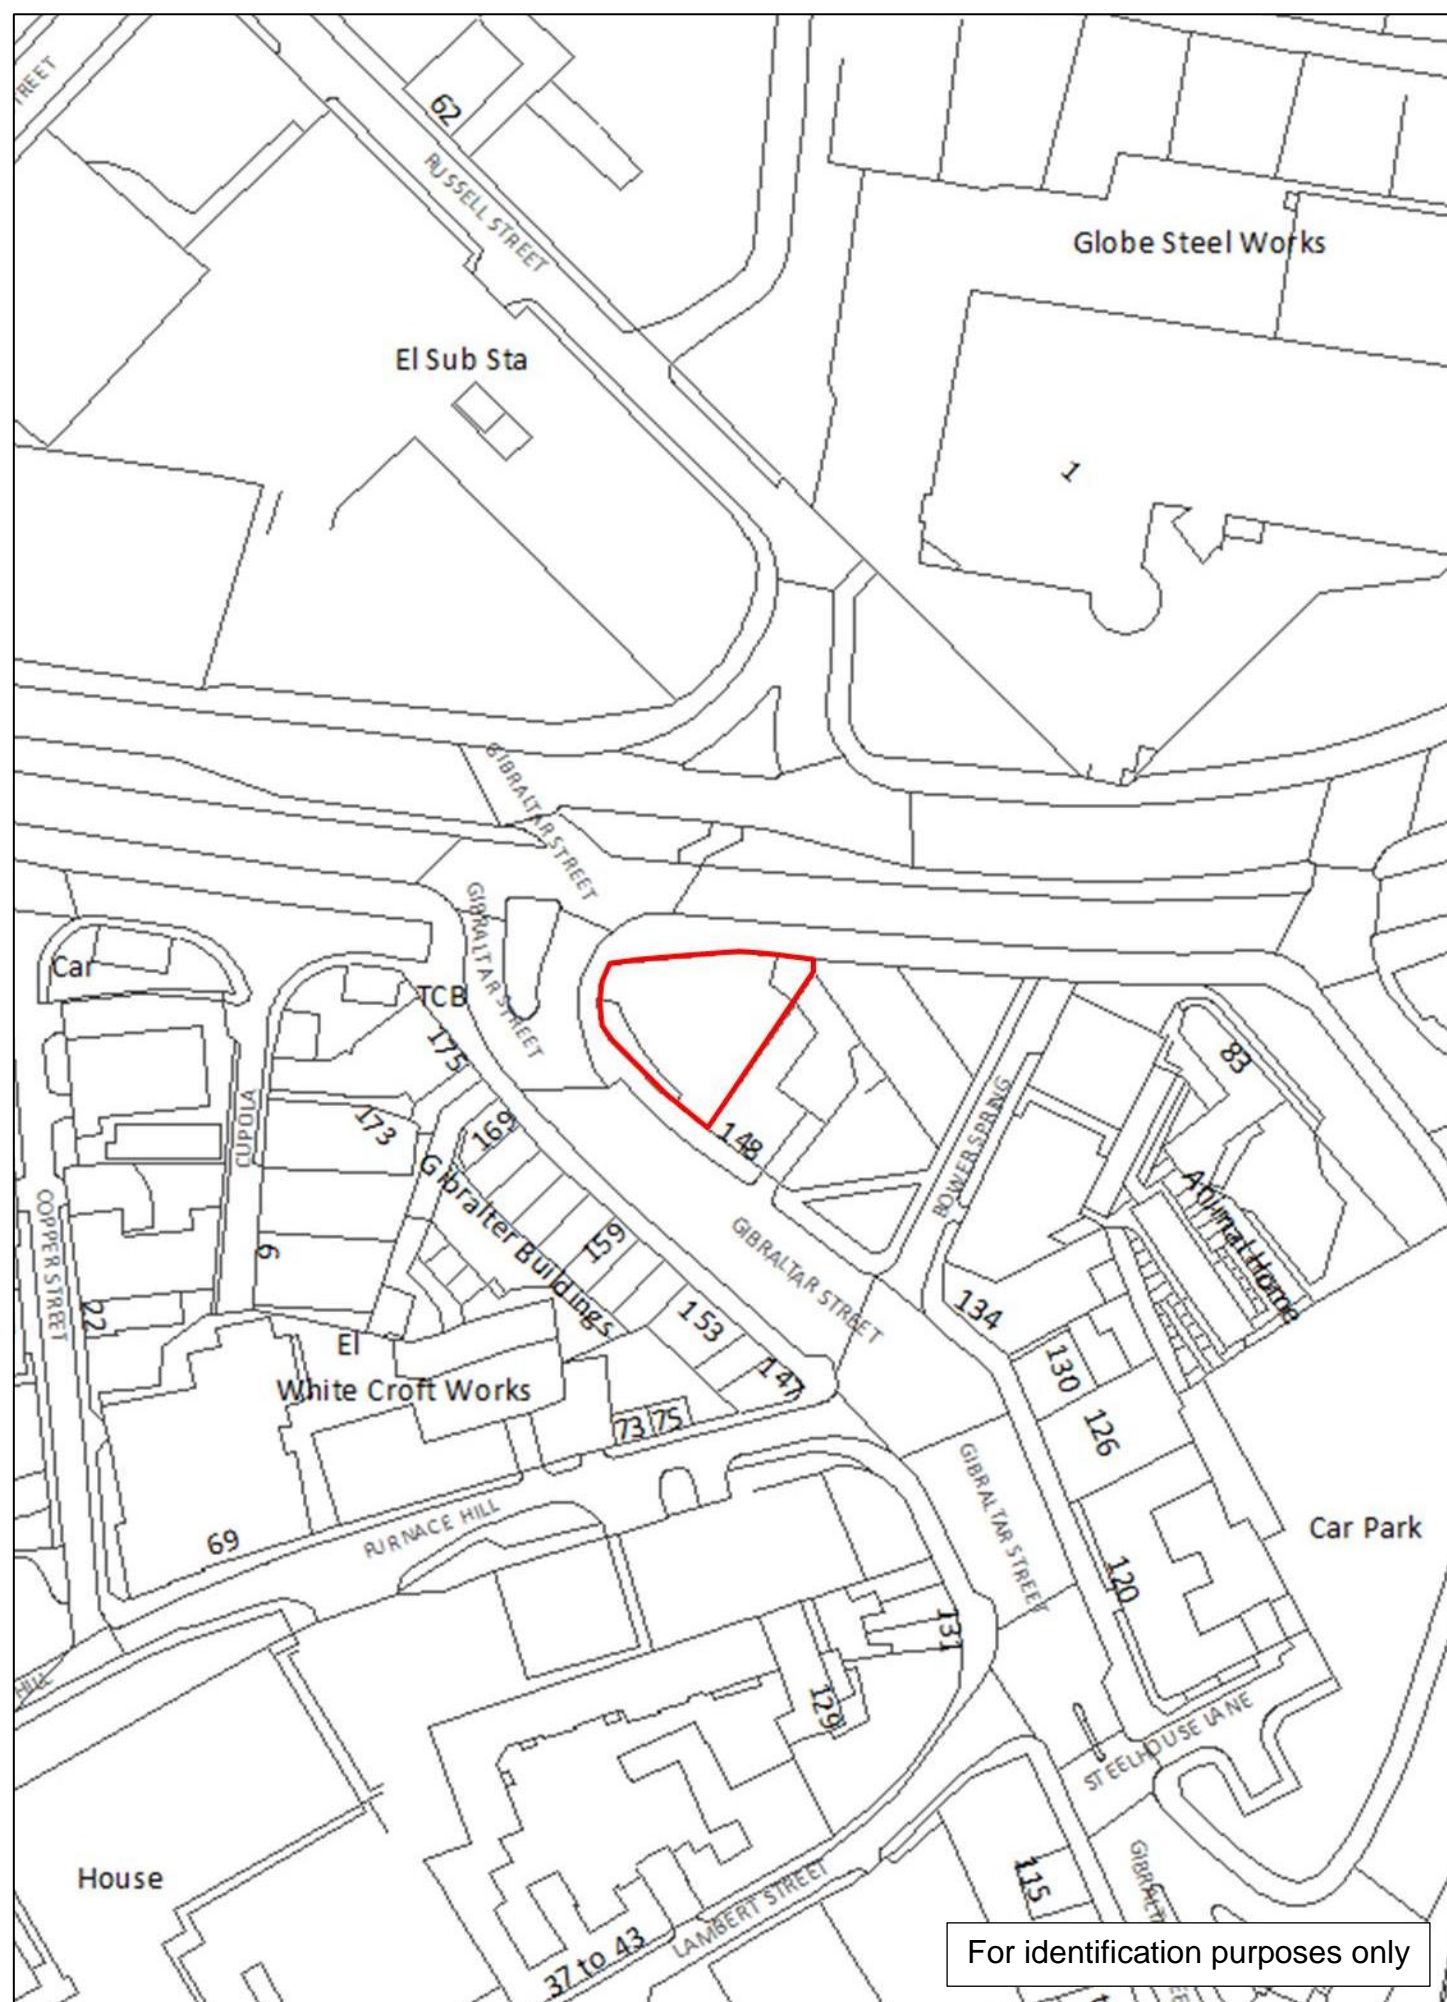 TREET
62
RUSSELL STREET
Globe Steel Works
El Sub Sta
1
GIBRALTAR STREET
GIBRALTAR STREET
Car
TCB
175
83
CUPOLA
173
169
148
BOWER SPRING
Gibralter Buildings
159
GIBRALTAR STREET
Animal Home
COPPER STREET
6
22
153
134
El
147
130
White Croft Works
73
75
126
69
FURNACE HILL
GIBRALTAR STREET
Car Park
120
131
HILL
129
STEELHOUSE LANE
House
115
LAMBERT STREET
37 to 43
For identification purposes only